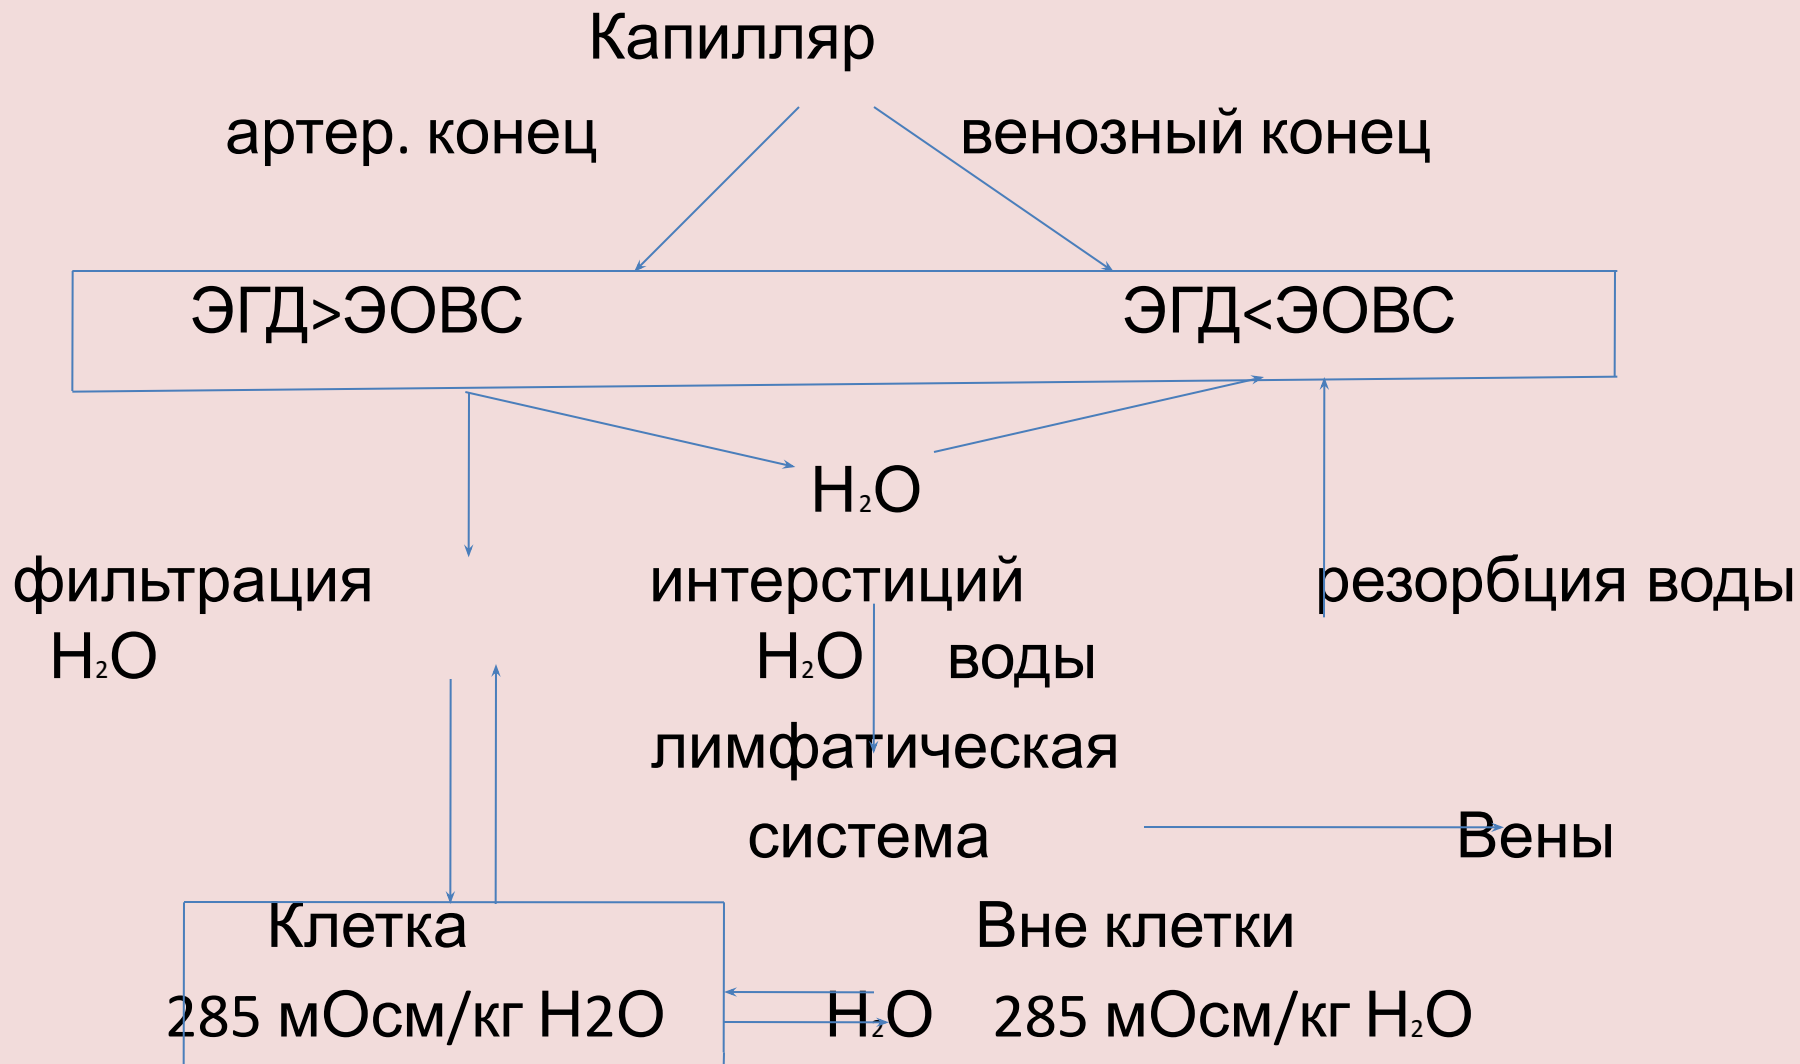 Капилляр
артер. конец венозный конец
ЭГД>ЭОВС ЭГД<ЭОВС
H₂O
фильтрация интерстиций резорбция воды
H₂O H₂O воды
лимфатическая
система Вены
Клетка Вне клетки
285 мОсм/кг H2O H₂O 285 мОсм/кг H₂O